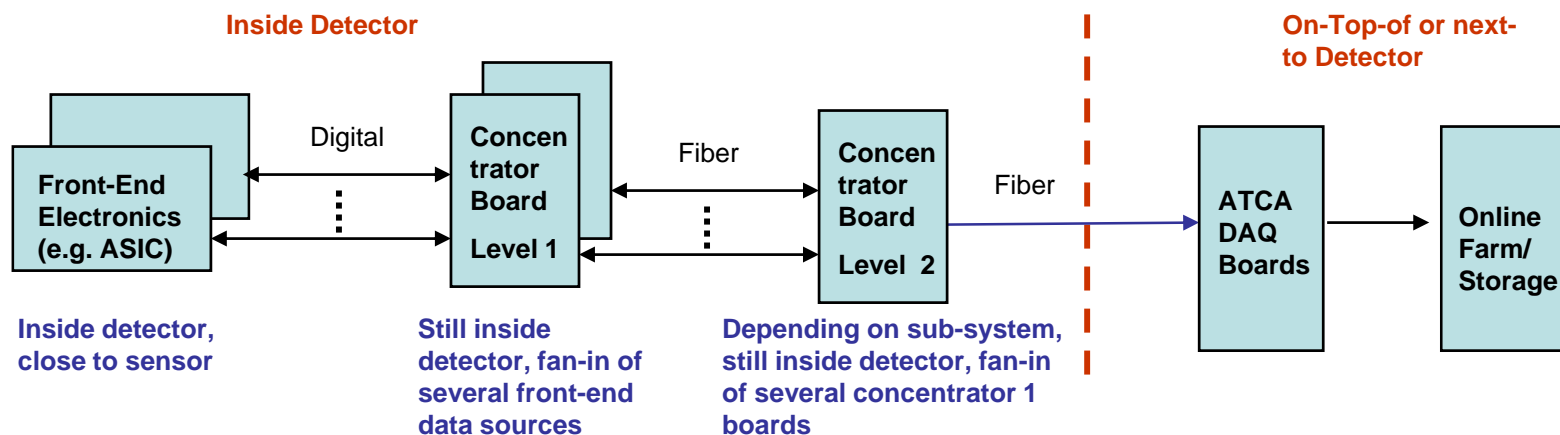 Inside Detector
On-Top-of or next-
to Detector
Front-End
Electronics
(e.g. ASIC)
Digital
Concen
trator
Board
Level 1
Fiber
Concen
trator
Board
Level 2
Fiber
ATCA
DAQ
Boards
Online
Farm/
Storage
Inside detector,
close to sensor
Still inside
detector, fan-in of
several front-end
data sources
Depending on sub-system,
still inside detector, fan-in
of several concentrator 1
boards